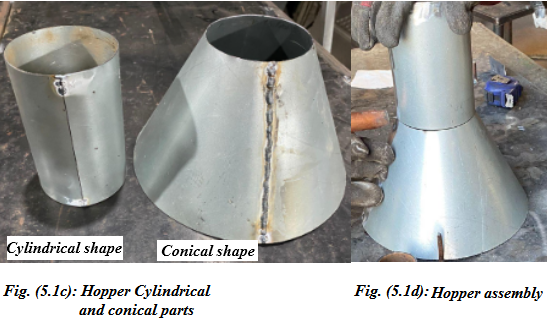 Cylindrical shape
Conical shape
Fig. (5.1c): Hopper Cylindrical
and conical parts
Fig. (5.1d): Hopper assembly